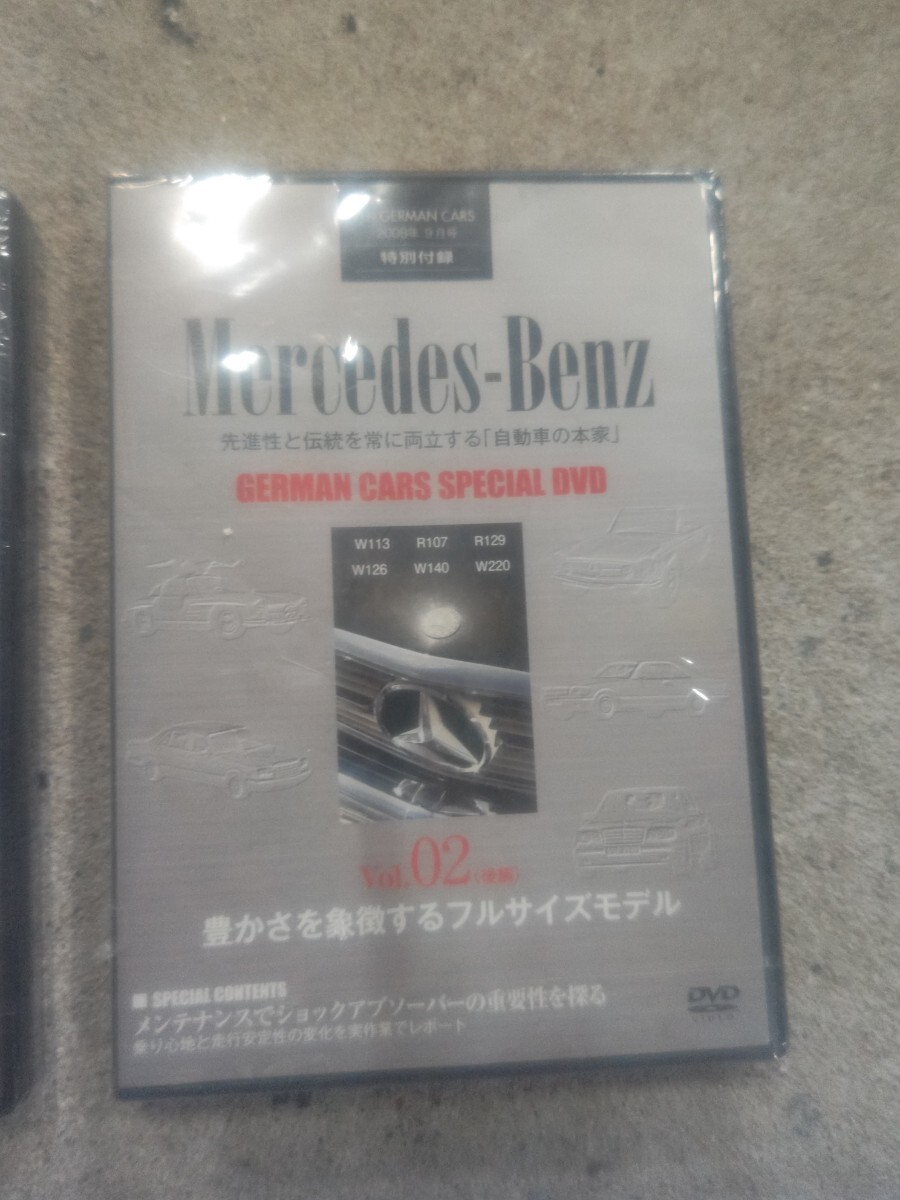 GERMAN CARS
2008年 9月号
特別付録
Mercedes-Benz
先進性と伝統を常に両立する「自動車の本家」
GERMAN CARS SPECIAL DVD
W113 R107 R129
W126 W140 W220
Vol.02(後編)
豊かさを象徴するフルサイズモデル
■ SPECIAL CONTENTS
メンテナンスでショックアブソーバーの重要性を探る
乗り心地と走行安定性の変化を実作業でレポート
DVD
VIDEO